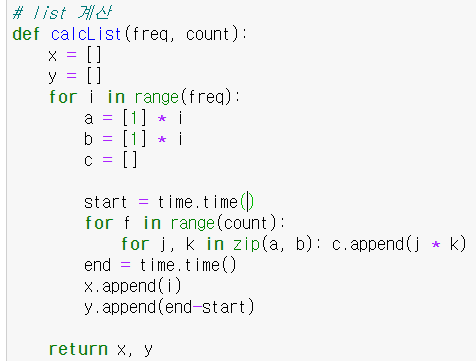 # list 계산
def calcList(freq, count):
    x = []
    y = []
    for i in range(freq):
        a = [1] * i
        b = [1] * i
        c = []

        start = time.time()
        for f in range(count):
            for j, k in zip(a, b): c.append(j * k)
        end = time.time()
        x.append(i)
        y.append(end-start)

    return x, y